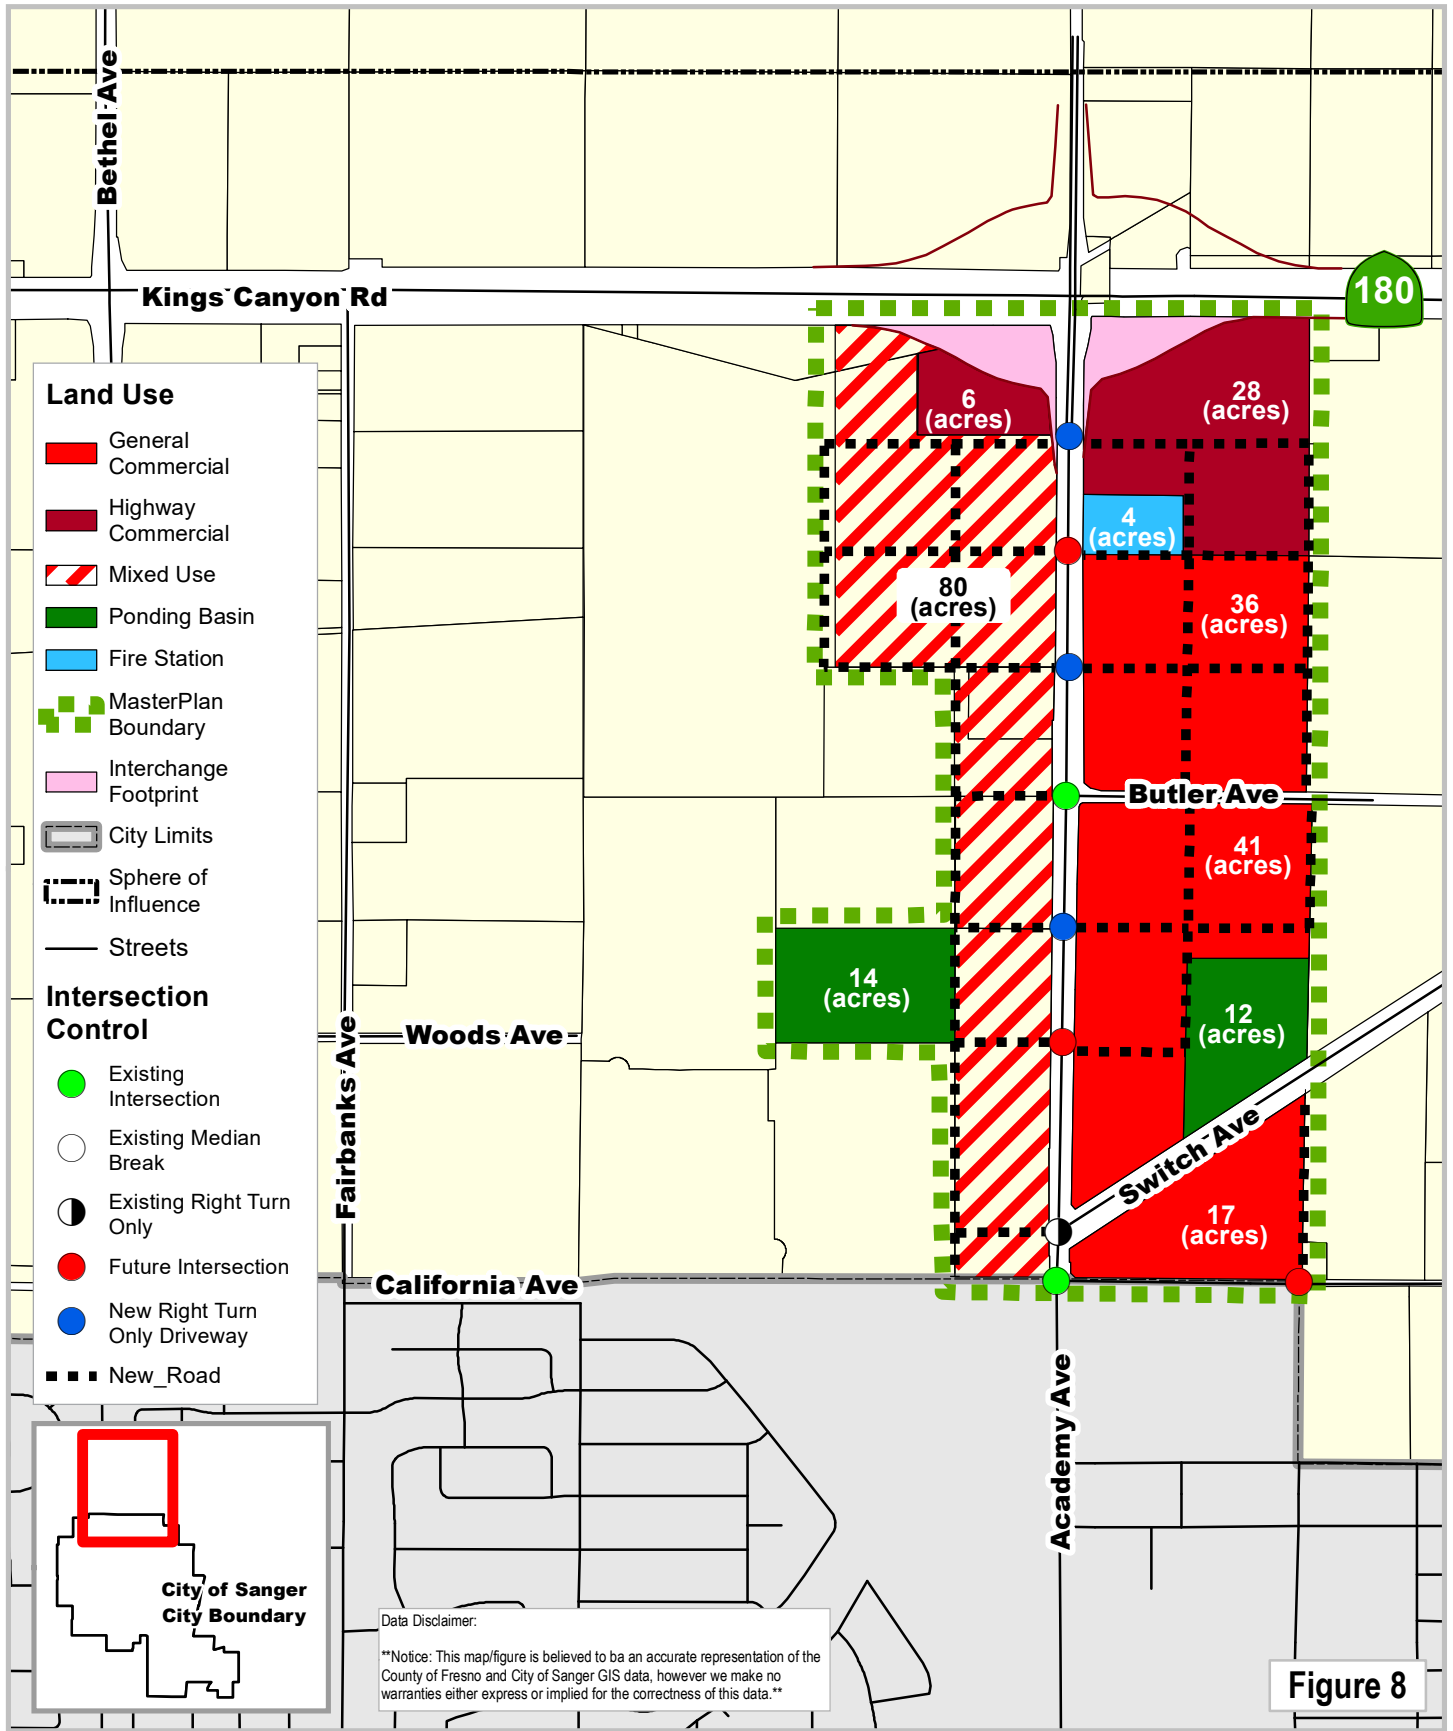 Bethel Ave
Kings Canyon Rd
180
Land Use
General
Commercial
Highway
Commercial
Mixed Use
Ponding Basin
Fire Station
MasterPlan
Boundary
Interchange
Footprint
City Limits
Sphere of
Influence
Streets
Intersection
Control
Existing
Intersection
Existing Median
Break
Existing Right Turn
Only
Future Intersection
New Right Turn
Only Driveway
New_Road
6
(acres)
28
(acres)
4
(acres)
80
(acres)
36
(acres)
Butler Ave
41
(acres)
14
(acres)
12
(acres)
Woods Ave
Fairbanks Ave
Switch Ave
17
(acres)
California Ave
Academy Ave
City of Sanger
City Boundary
Data Disclaimer:
**Notice: This map/figure is believed to ba an accurate representation of the
County of Fresno and City of Sanger GIS data, however we make no
warranties either express or implied for the correctness of this data.**
Figure 8